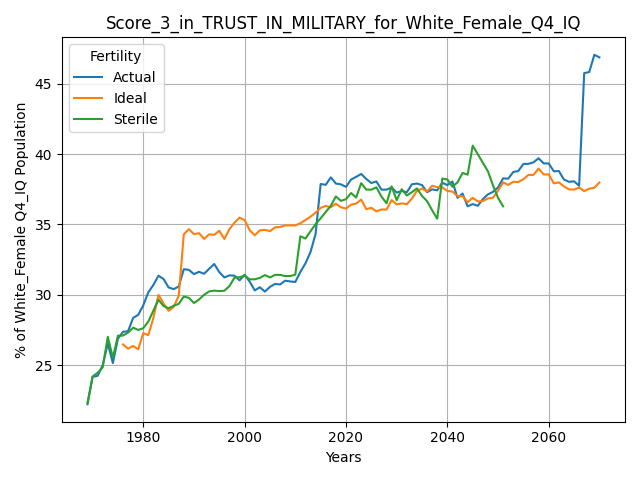 Score_3_in_TRUST_IN_MILITARY_for_White_Female_Q4_IQ
Fertility
Actual
Ideal
Sterile
% of White_Female Q4_IQ Population
45
40
35
30
25
1980
2000
2020
2040
2060
Years